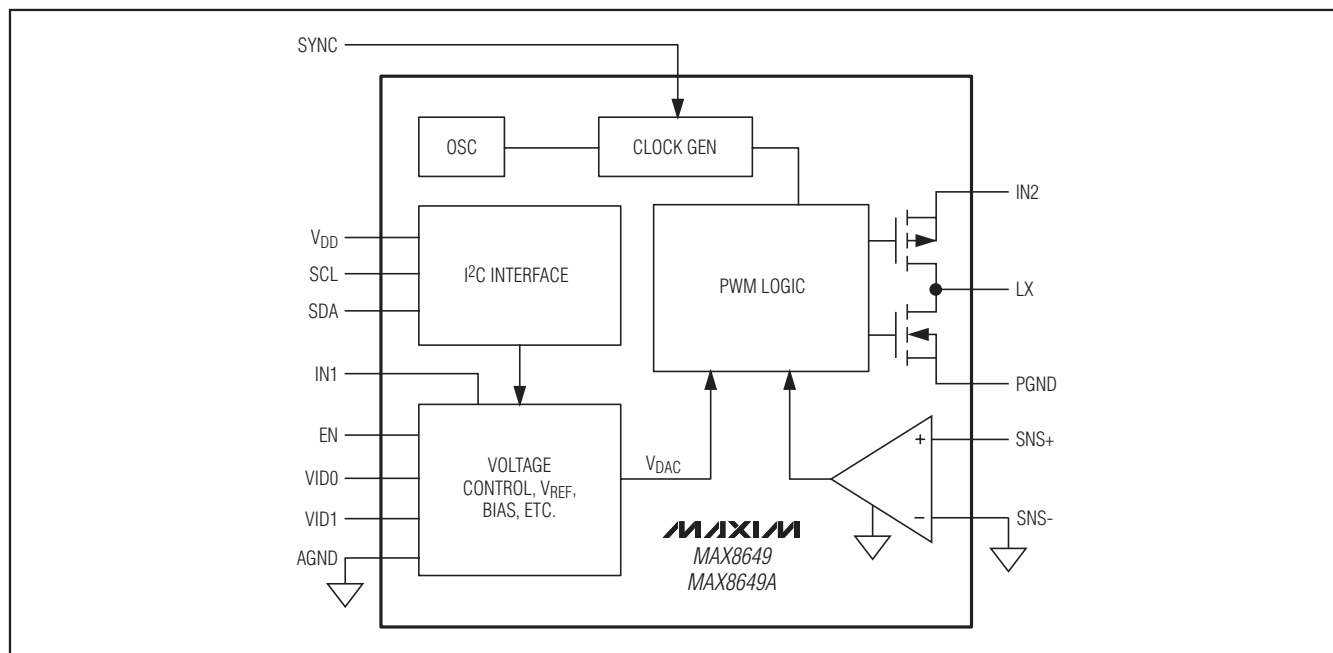 SYNC
OSC
CLOCK GEN
IN2
VDD
SCL
SDA
I2C INTERFACE
PWM LOGIC
LX
IN1
PGND
EN
VID0
VID1
AGND
VOLTAGE
CONTROL, VREF,
BIAS, ETC.
VDAC
+
SNS+
−
SNS-
MAXIM
MAX8649
MAX8649A